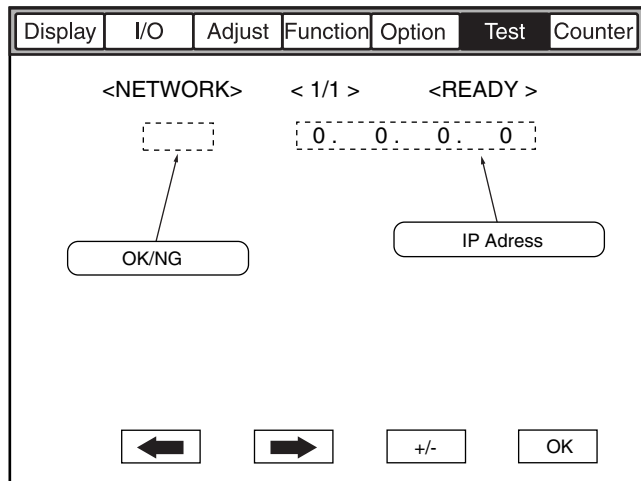 Display I/O Adjust Function Option Test Counter
<NETWORK> < 1/1 > <READY >
0. 0. 0. 0
OK/NG IP Adress
+/- OK